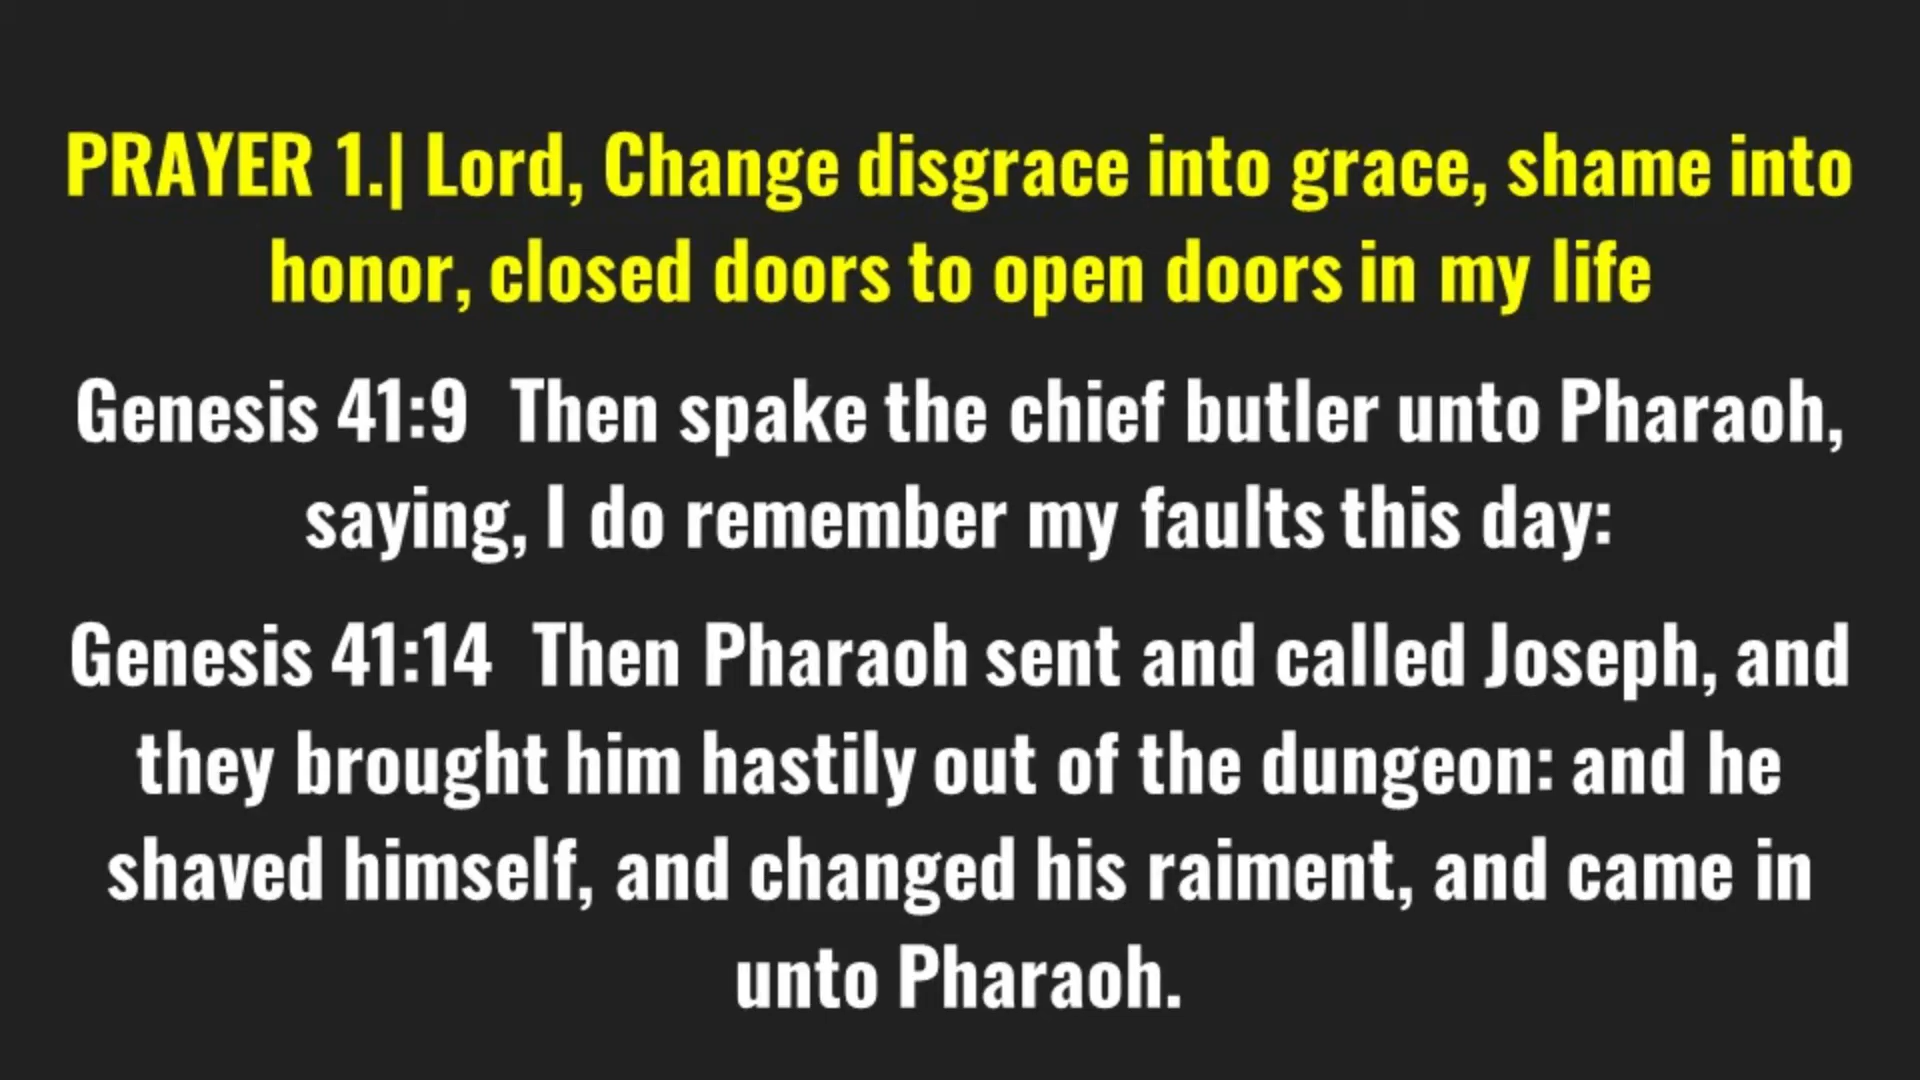 PRAYER 1.| Lord, Change disgrace into grace, shame into
honor, closed doors to open doors in my life
Genesis 41:9  Then spake the chief butler unto Pharaoh,
saying, I do remember my faults this day:
Genesis 41:14  Then Pharaoh sent and called Joseph, and
they brought him hastily out of the dungeon: and he
shaved himself, and changed his raiment, and came in
unto Pharaoh.